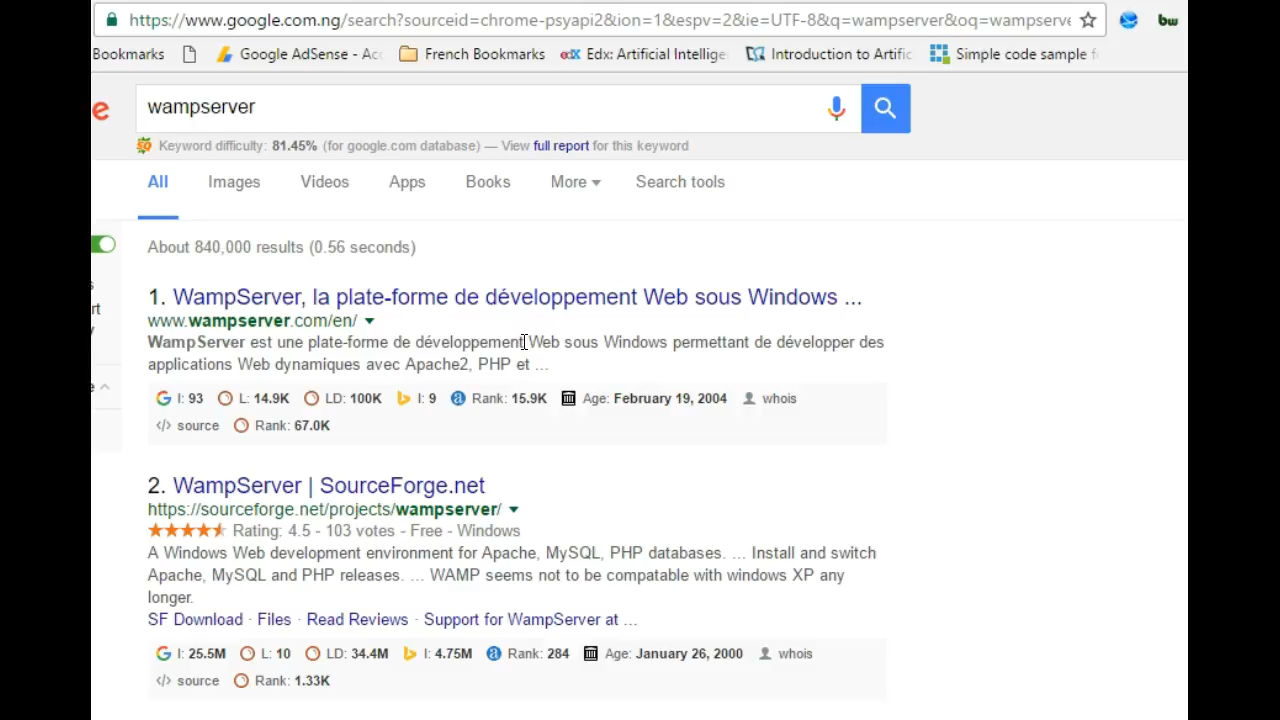 https://www.google.com.ng/search?sourceid=chrome-psyapi2&ion=1&espv=2&ie=UTF-8&q=wampserver&oq=wampserve
bw
Bookmarks Google AdSense - Ac French Bookmarks edX Edx: Artificial Intellige Introduction to Artific Simple code sample f
e wampserver
Keyword difficulty: 81.45% (for google.com database) — View full report for this keyword
All Images Videos Apps Books More Search tools
About 840,000 results (0.56 seconds)
s
rt
y
e
1. WampServer, la plate-forme de développement Web sous Windows ...
www.wampserver.com/en/
WampServer est une plate-forme de développement Web sous Windows permettant de développer des
applications Web dynamiques avec Apache2, PHP et ...
I: 93 L: 14.9K LD: 100K I: 9 Rank: 15.9K Age: February 19, 2004 whois
</> source Rank: 67.0K
2. WampServer | SourceForge.net
https://sourceforge.net/projects/wampserver/
Rating: 4.5 - 103 votes - Free - Windows
A Windows Web development environment for Apache, MySQL, PHP databases. ... Install and switch
Apache, MySQL and PHP releases. ... WAMP seems not to be compatable with windows XP any
longer.
SF Download · Files · Read Reviews · Support for WampServer at ...
I: 25.5M L: 10 LD: 34.4M I: 4.75M Rank: 284 Age: January 26, 2000 whois
</> source Rank: 1.33K